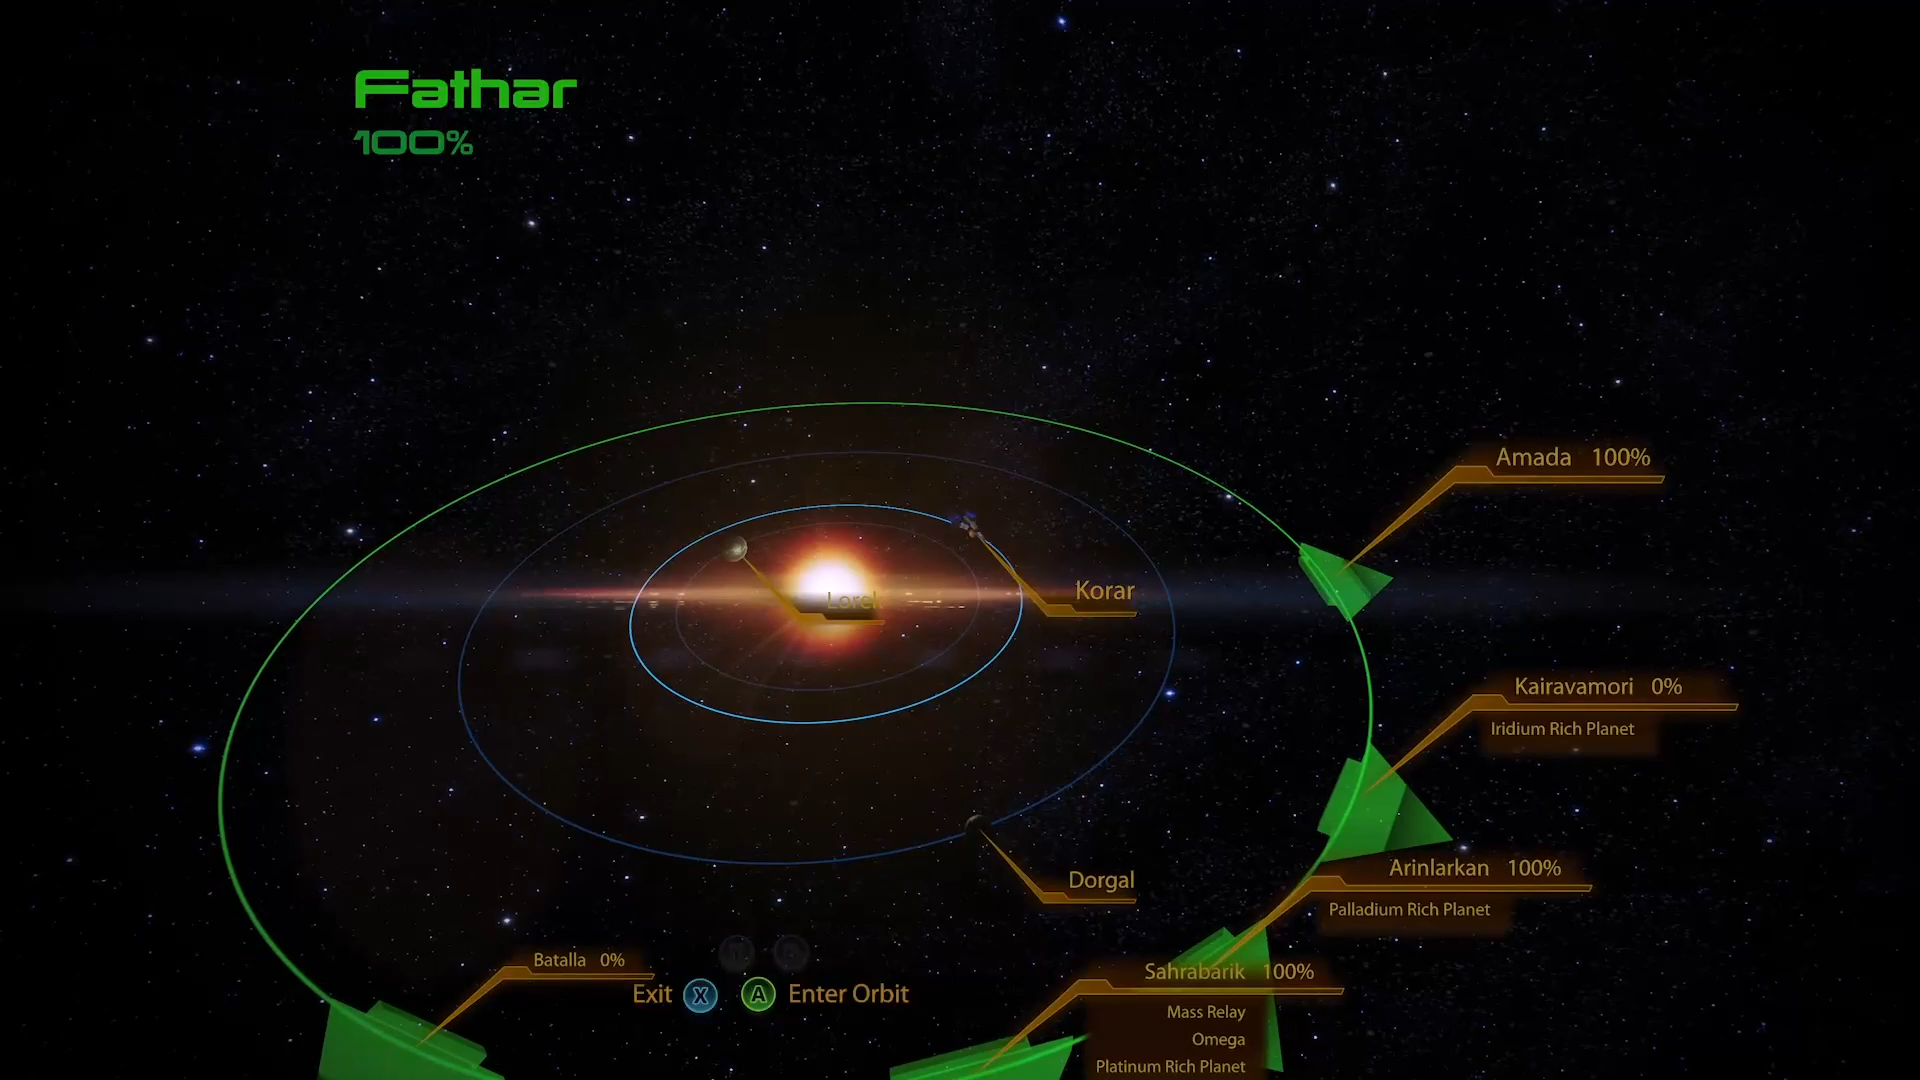 Fathar
100%
Amada 100%
Lorek
Korar
Kairavamori 0%
Iridium Rich Planet
Arinlarkan 100%
Palladium Rich Planet
Dorgal
Batalla 0%
Exit X A Enter Orbit
Sahrabarik 100%
Mass Relay
Omega
Platinum Rich Planet